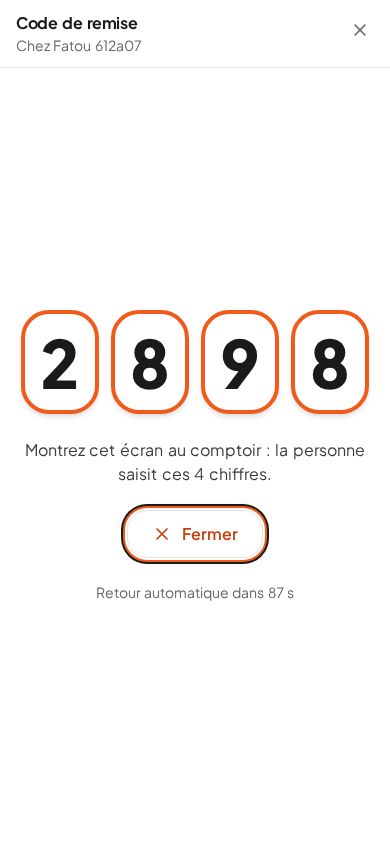 Code de remise
Chez Fatou 612a07
2 8 9 8
Montrez cet écran au comptoir : la personne
saisit ces 4 chiffres.
Fermer
Retour automatique dans 87 s